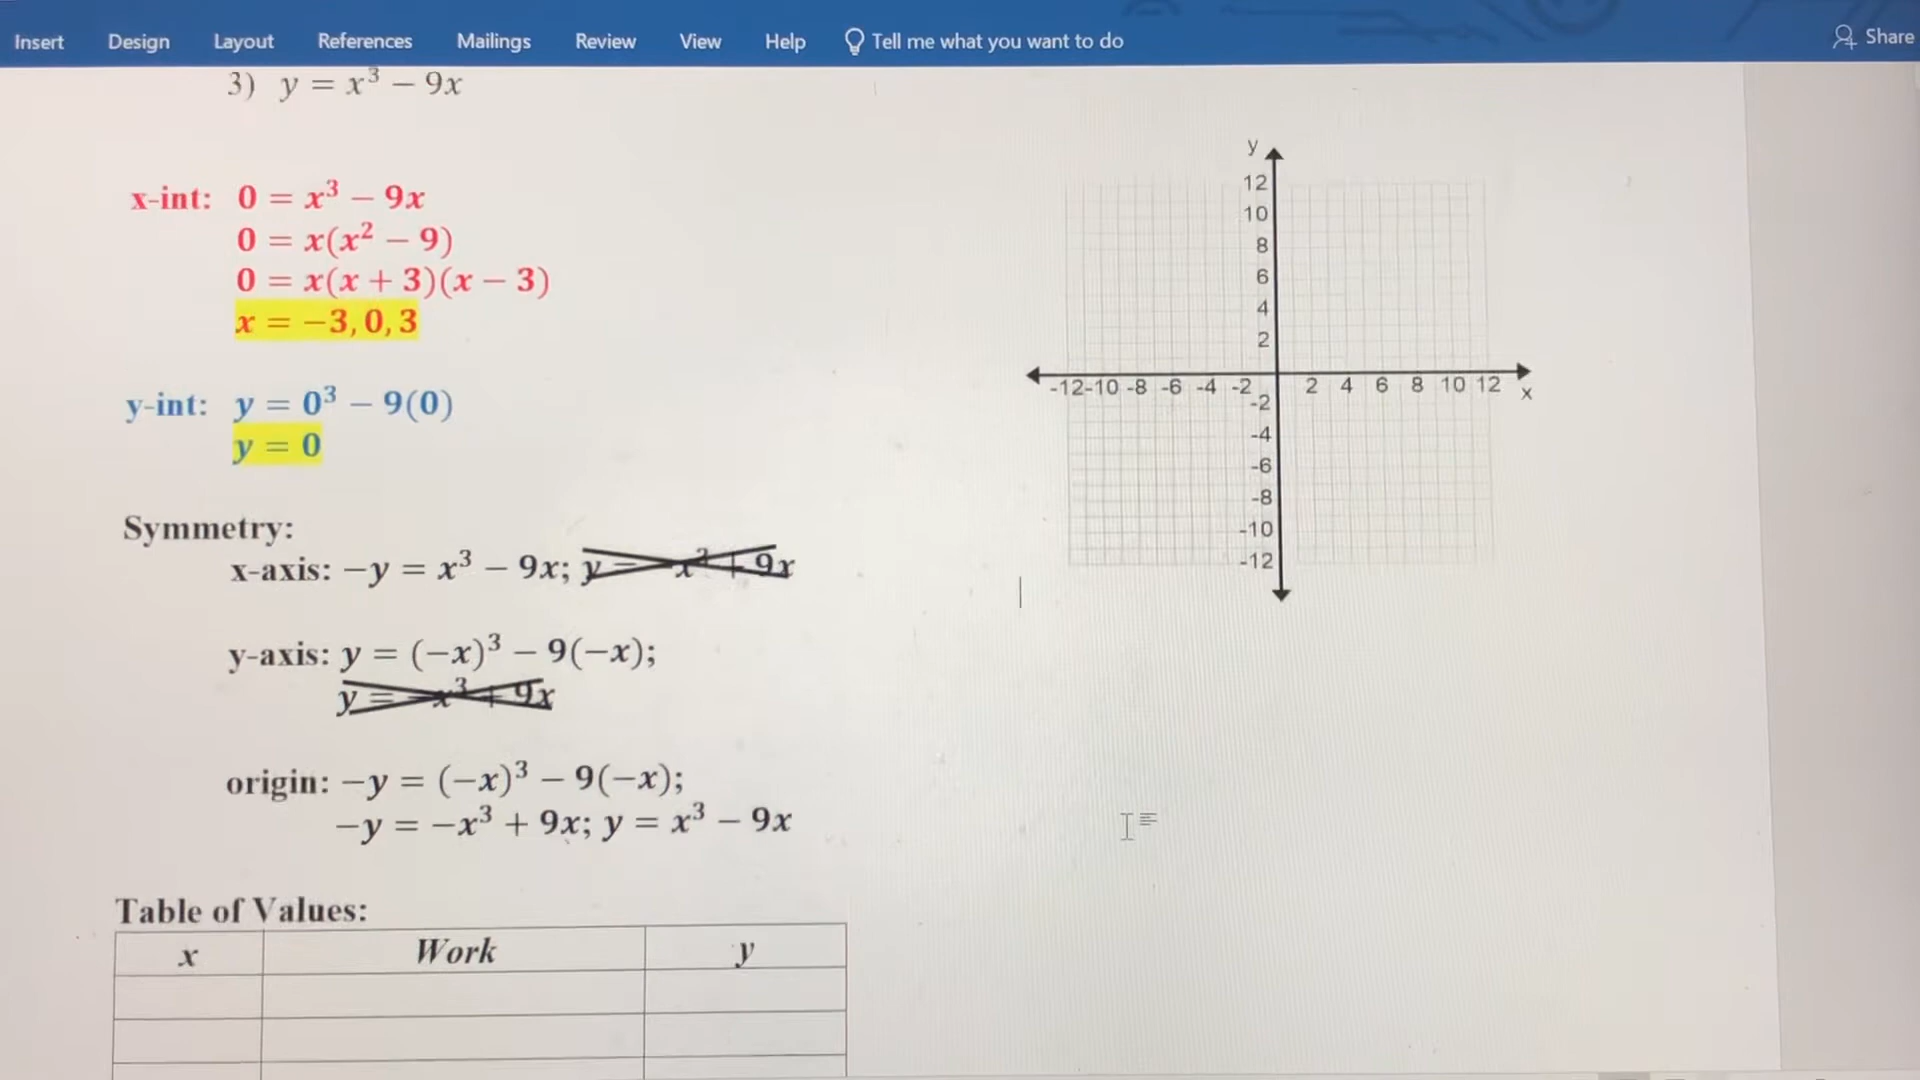 Insert Design Layout References Mailings Review View Help Tell me what you want to do Share
3) y = x³ − 9x
x-int: 0 = x³ − 9x
0 = x(x² − 9)
0 = x(x + 3)(x − 3)
x = −3, 0, 3
y-int: y = 0³ − 9(0)
y = 0
Symmetry:
x-axis: −y = x³ − 9x; y = −x³ + 9x
y-axis: y = (−x)³ − 9(−x);
y = −x³ + 9x
origin: −y = (−x)³ − 9(−x);
−y = −x³ + 9x; y = x³ − 9x
Table of Values:
x Work y
y
12
10
8
6
4
2
-12 -10 -8 -6 -4 -2 2 4 6 8 10 12 x
-2
-4
-6
-8
-10
-12